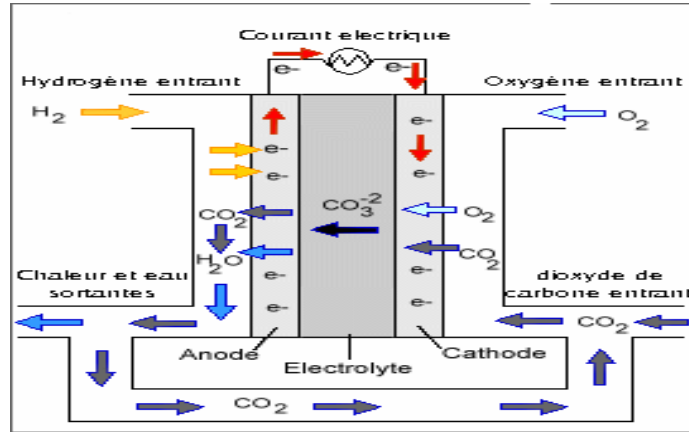 Courant electrique
e-
e-
Hydrogène entrant
Oxygène entrant
H2
O2
e-
e-
e-
e-
CO3-2
CO2
O2
H2O
CO2
Chaleur et eau
sortantes
dioxyde de
carbone entrant
e-
e-
e-
e-
CO2
Anode
Electrolyte
Cathode
CO2